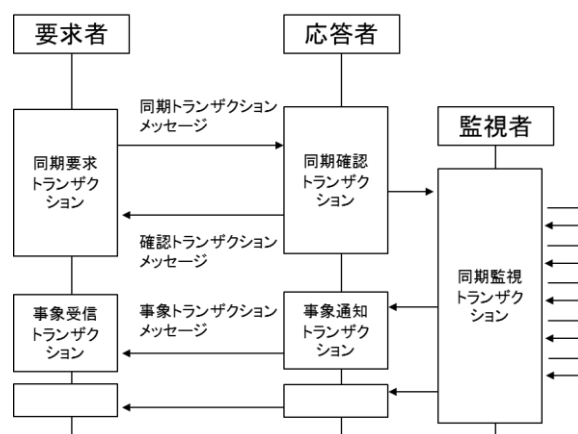 要求者
応答者
監視者
同期トランザクション
メッセージ
同期要求
トランザク
ション
同期確認
トランザク
ション
確認トランザクション
メッセージ
同期監視
トランザク
ション
事象受信
トランザク
ション
事象トランザクション
メッセージ
事象通知
トランザク
ション